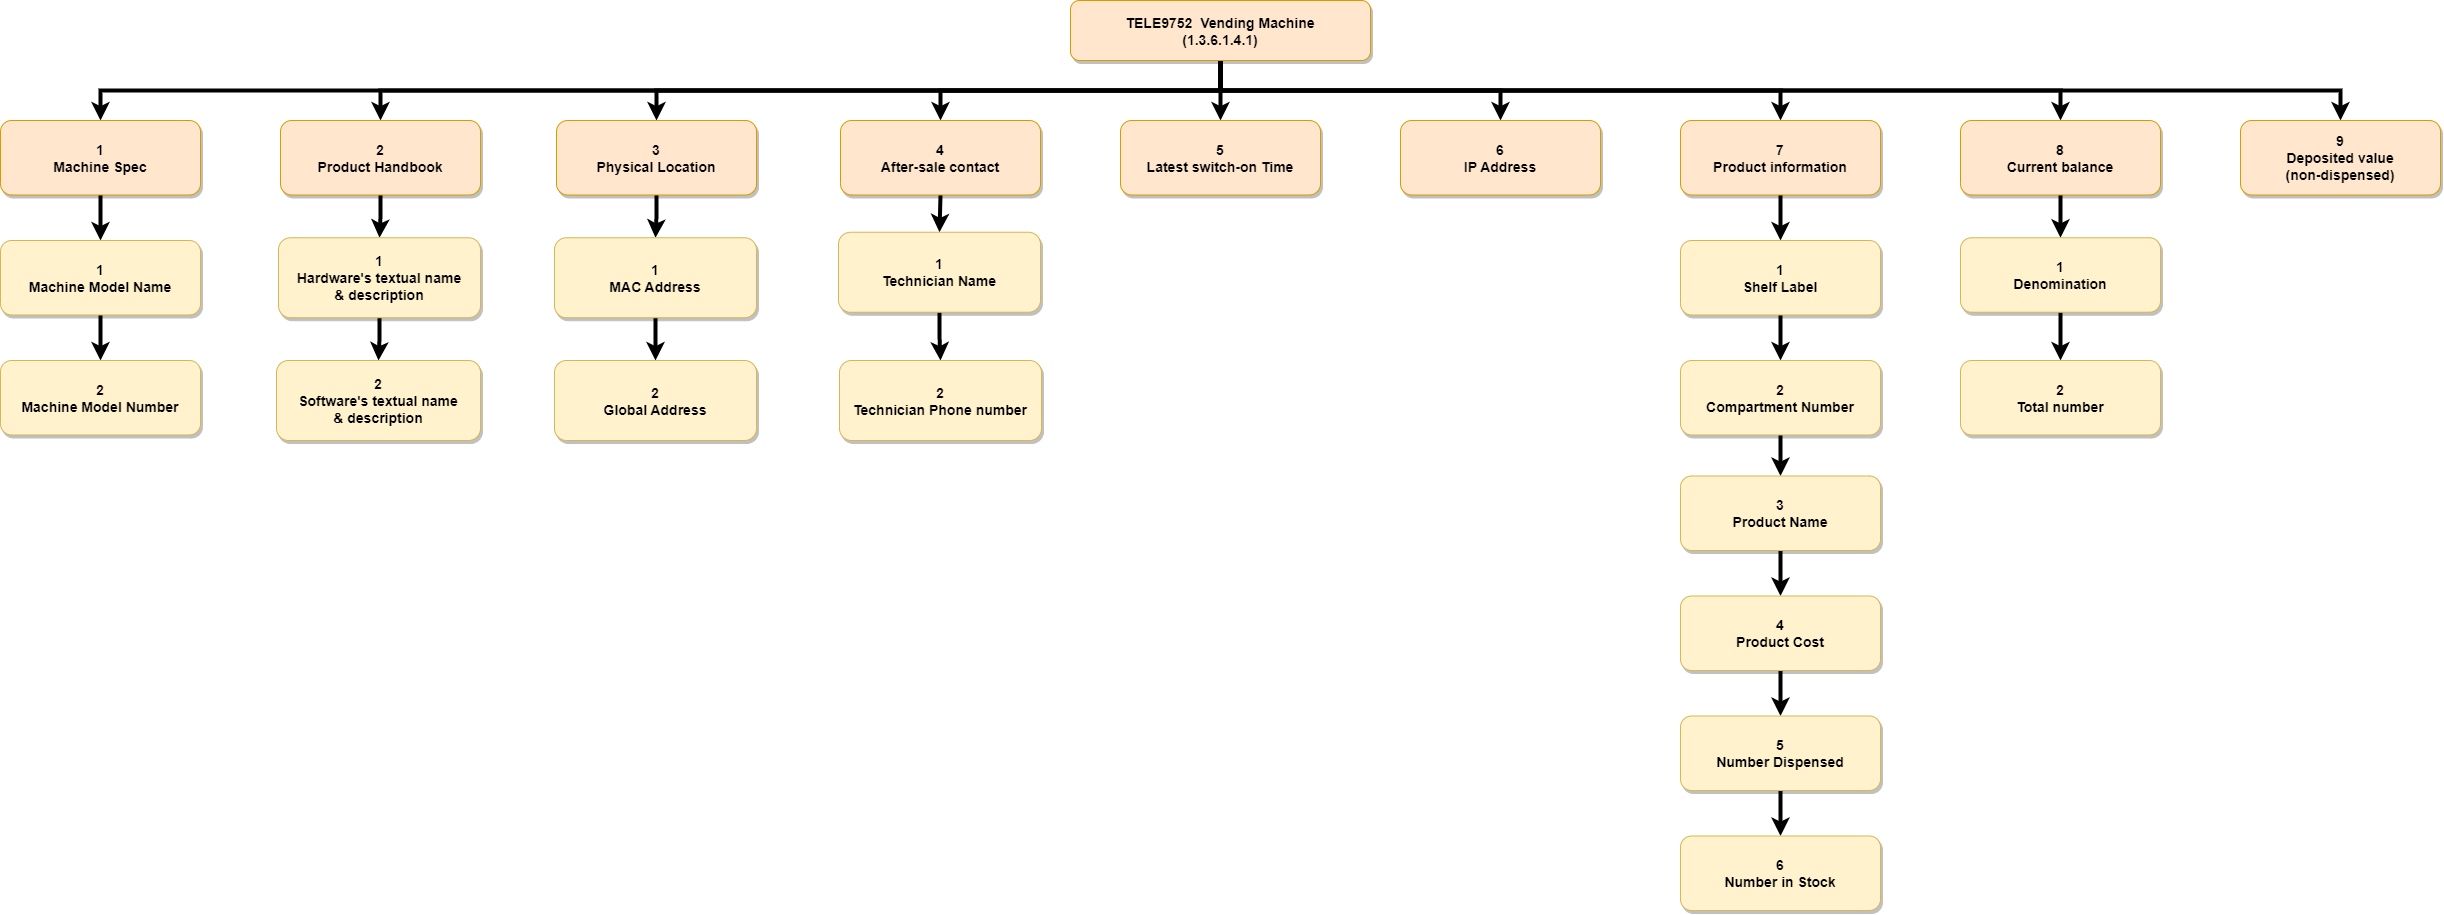 TELE9752  Vending Machine
(1.3.6.1.4.1)
1
Machine Spec
2
Product Handbook
3
Physical Location
4
After-sale contact
5
Latest switch-on Time
6
IP Address
7
Product information
8
Current balance
9
Deposited value
(non-dispensed)
1
Machine Model Name
1
Hardware's textual name
& description
1
MAC Address
1
Technician Name
1
Shelf Label
1
Denomination
2
Machine Model Number
2
Software's textual name
& description
2
Global Address
2
Technician Phone number
2
Compartment Number
2
Total number
3
Product Name
4
Product Cost
5
Number Dispensed
6
Number in Stock